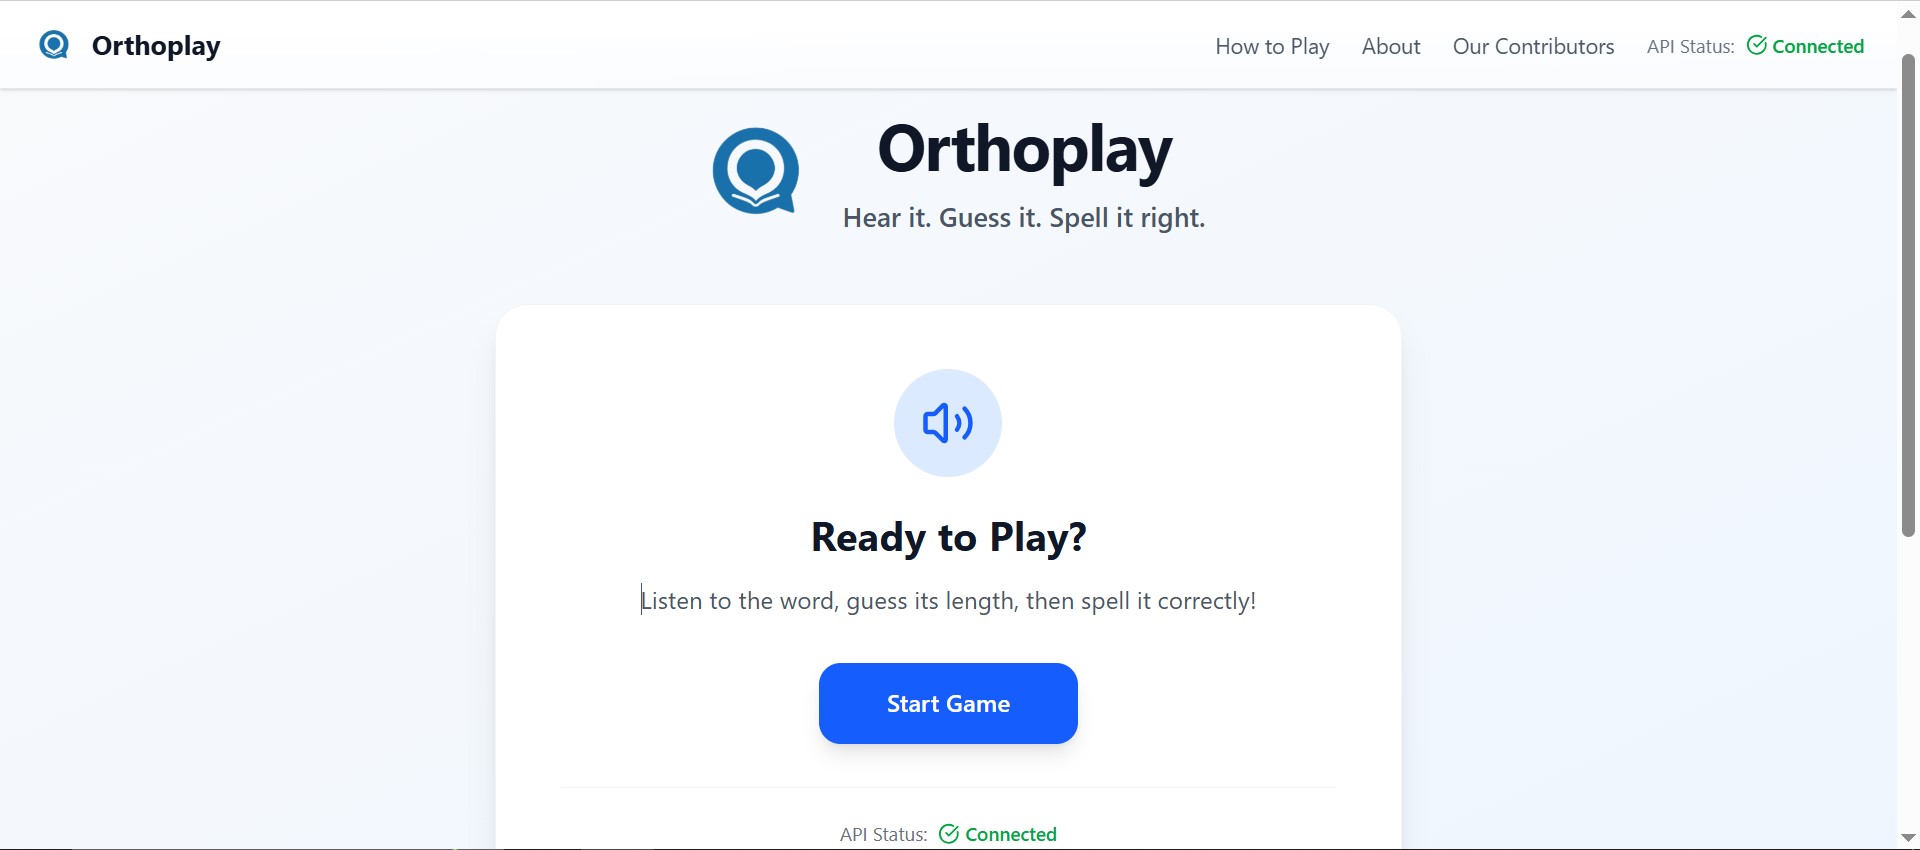 Orthoplay
How to Play
About
Our Contributors
API Status: Connected
Orthoplay
Hear it. Guess it. Spell it right.
Ready to Play?
Listen to the word, guess its length, then spell it correctly!
Start Game
API Status: Connected